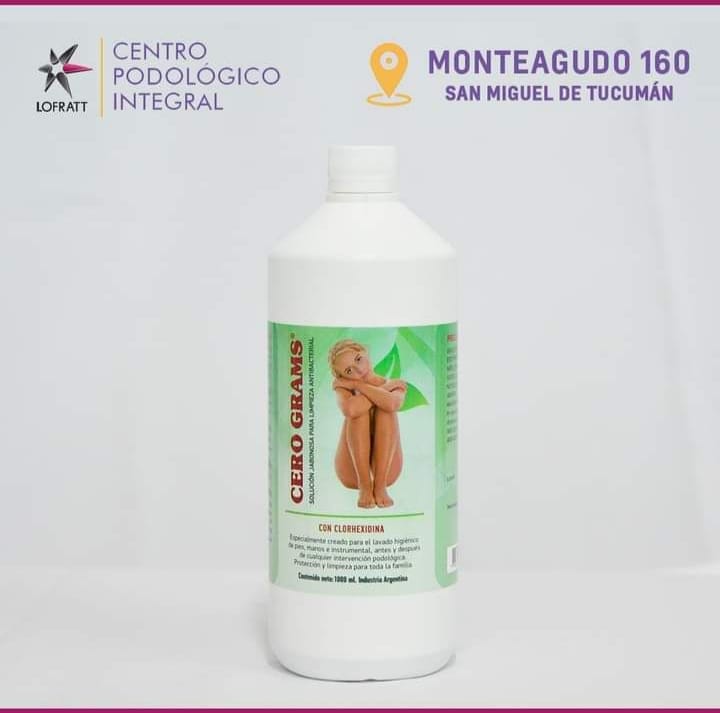 LOFRATT
CENTRO
PODOLÓGICO
INTEGRAL
MONTEAGUDO 160
SAN MIGUEL DE TUCUMÁN
CERO GRAMS®
SOLUCIÓN JABONOSA PARA LIMPIEZA ANTIBACTERIAL
CON CLORHEXIDINA
Especialmente creado para el lavado higiénico
de pies, manos e instrumental, antes y después
de cualquier intervención podológica.
Protección y limpieza para toda la familia.
Contenido neto: 1000 ml. Industria Argentina